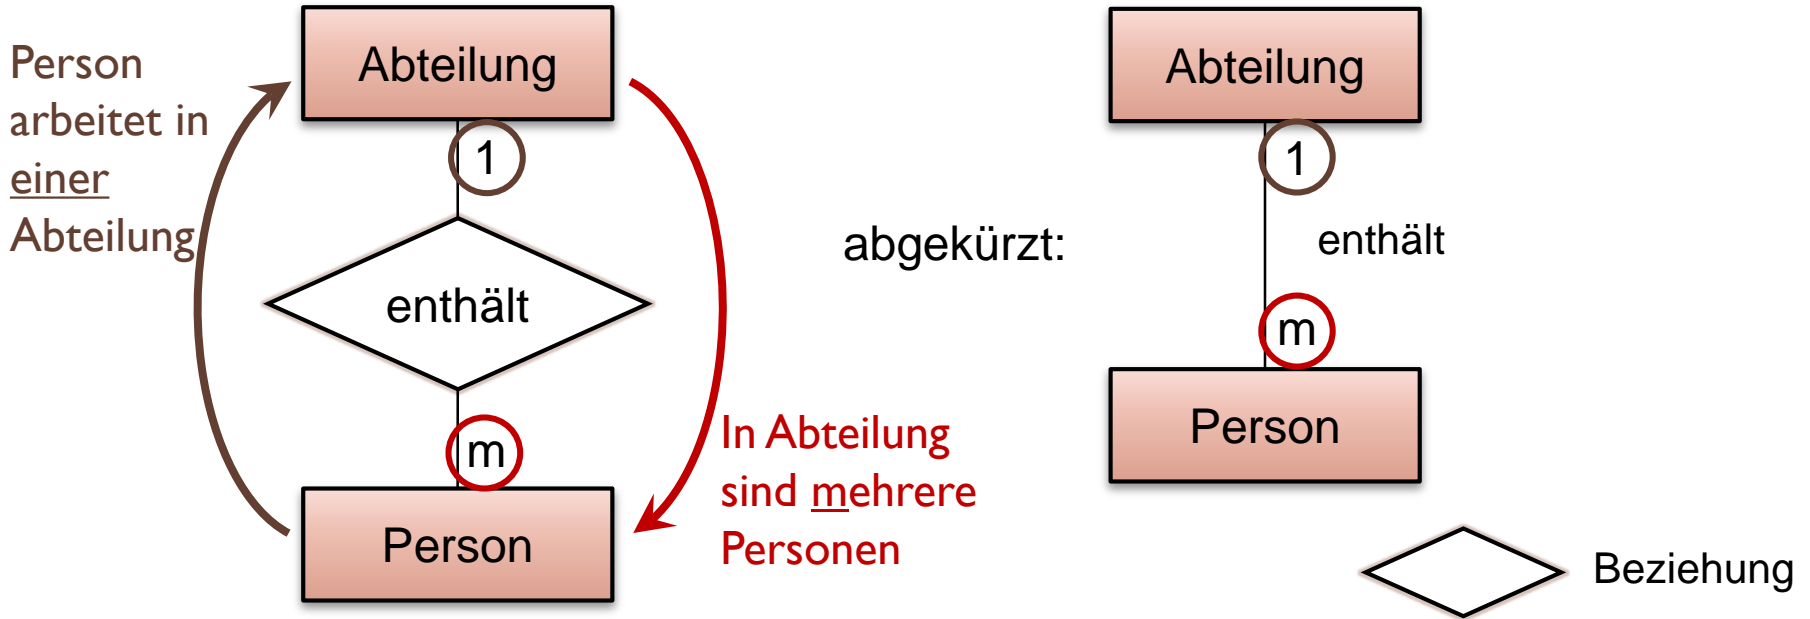 Person
arbeitet in
einer
Abteilung
Abteilung
1
enthält
m
Person
In Abteilung
sind mehrere
Personen
abgekürzt:
Abteilung
1
enthält
m
Person
Beziehung